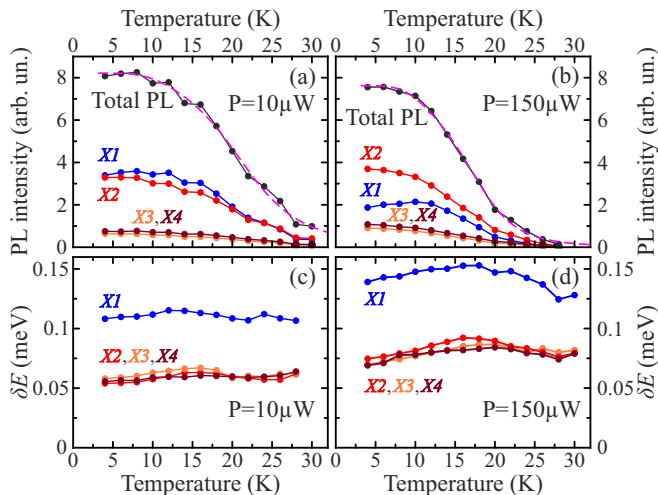 Temperature (K) Temperature (K)
0 5 10 15 20 25 30 0 5 10 15 20 25 30
PL intensity (arb. un.)
8
6
4
2
0
(a)
Total PL P=10μW
X1
X2
X3,X4
(b)
P=150μW
Total PL
X2
X1
X3,X4
8
6
4
2
0
PL intensity (arb. un.)
δE (meV)
0.15
0.1
0.05
0
(c)
X1
X2,X3,X4
P=10μW
(d)
X1
X2,X3,X4
P=150μW
0.15
0.1
0.05
0
δE (meV)
0 5 10 15 20 25 30 0 5 10 15 20 25 30
Temperature (K) Temperature (K)